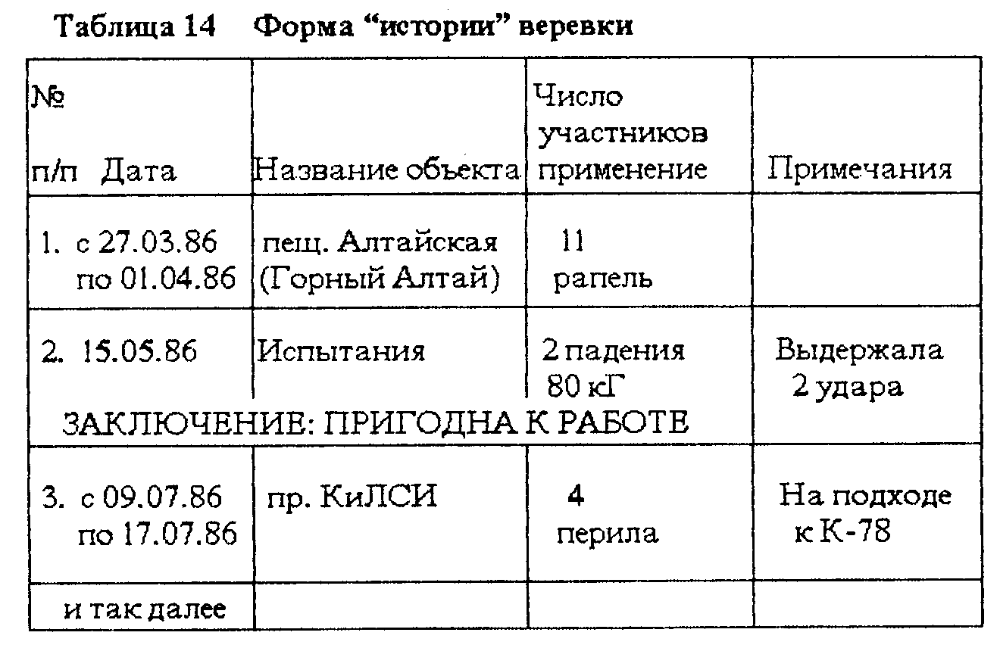 Таблица 14 Форма “истории” веревки
№
п/п Дата
Название объекта
Число
участников
применение
Примечания
1. с 27.03.86
по 01.04.86
пещ. Алтайская
(Горный Алтай)
11
рапель
2. 15.05.86
Испытания
2 падения
80 кГ
Выдержала
2 удара
ЗАКЛЮЧЕНИЕ: ПРИГОДНА К РАБОТЕ
3. с 09.07.86
по 17.07.86
пр. КиЛСИ
4
перила
На подходе
к К-78
и так далее